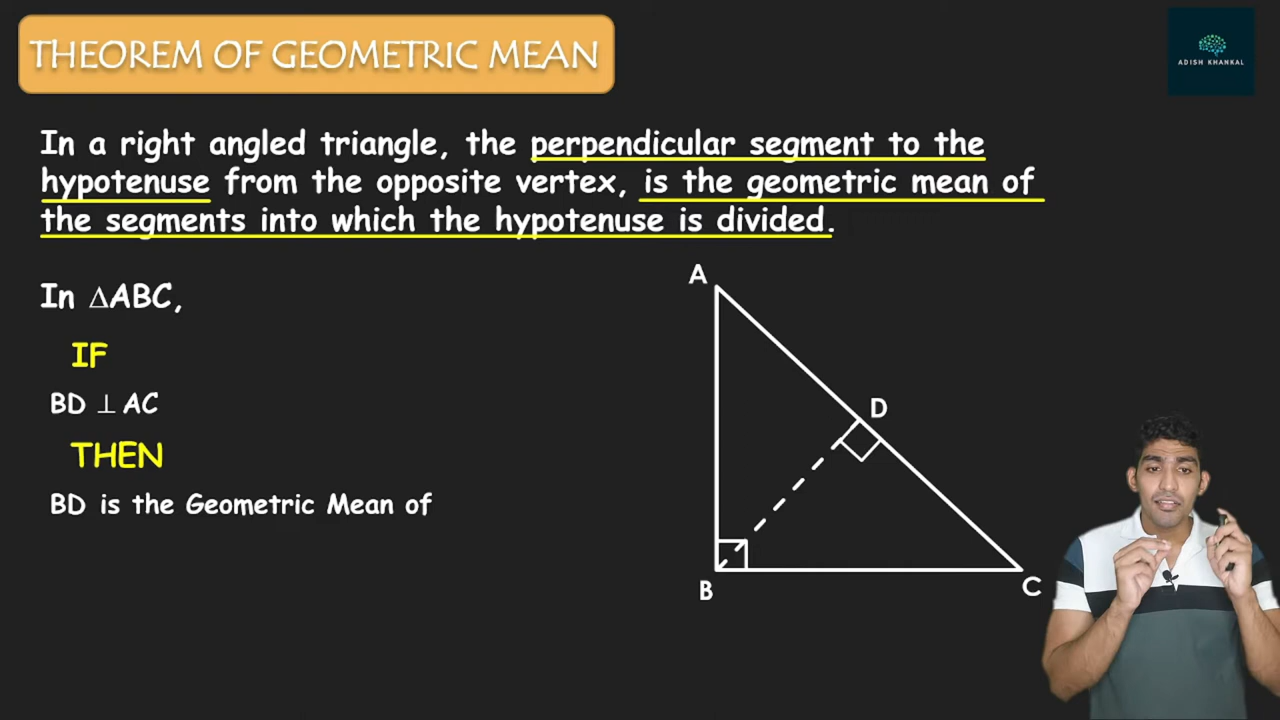 THEOREM OF GEOMETRIC MEAN
ADISH KHANKAL
In a right angled triangle, the perpendicular segment to the
hypotenuse from the opposite vertex, is the geometric mean of
the segments into which the hypotenuse is divided.
In ∆ABC,
IF
BD ⊥ AC
THEN
BD is the Geometric Mean of
A
D
B
C